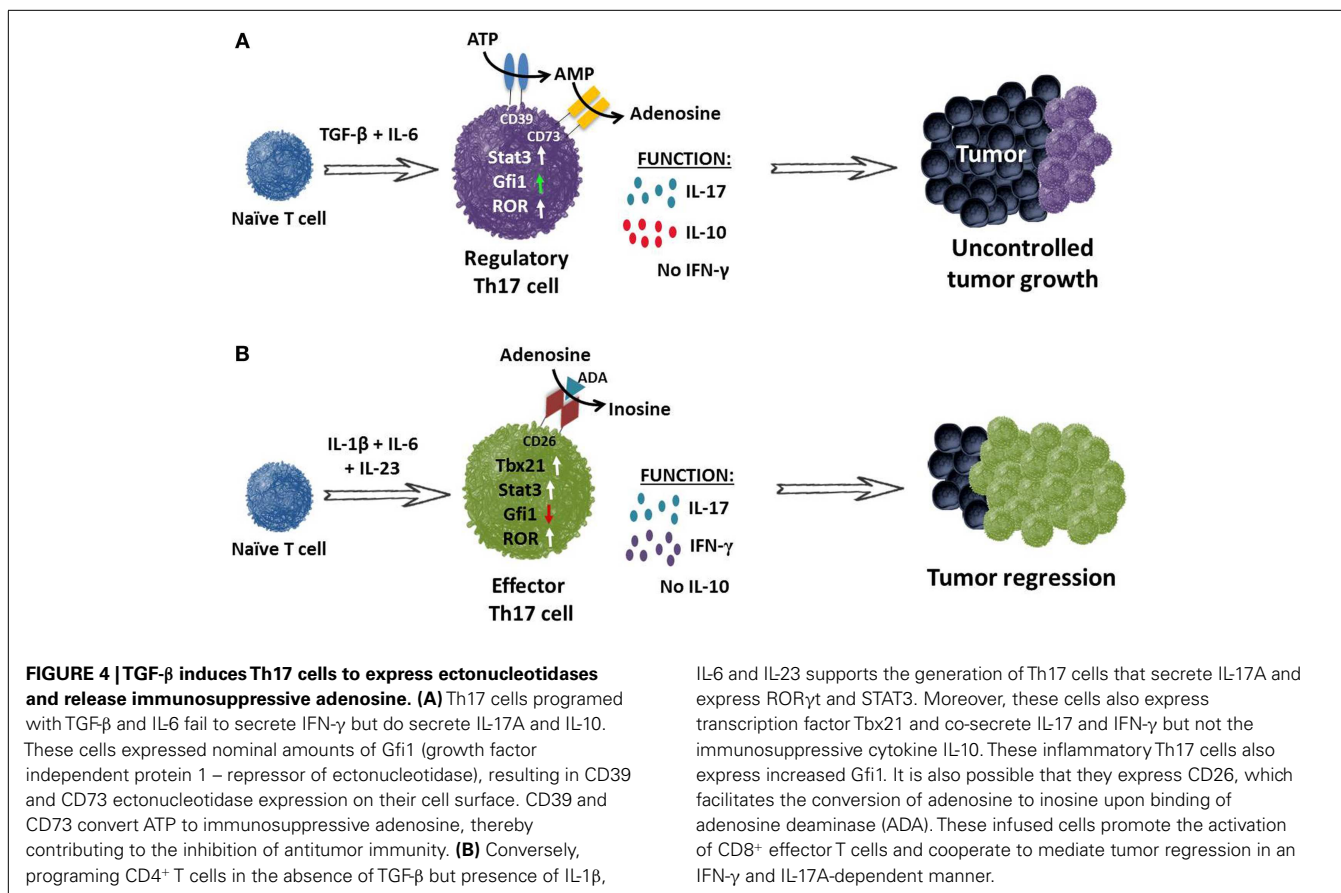 A
ATP
AMP
Adenosine
CD39
CD73
TGF-β + IL-6
Naïve T cell
Stat3
Gfi1
ROR
Regulatory
Th17 cell
FUNCTION:
IL-17
IL-10
No IFN-γ
Tumor
Uncontrolled
tumor growth
B
Adenosine
ADA
Inosine
CD26
IL-1β + IL-6
+ IL-23
Naïve T cell
Tbx21
Stat3
Gfi1
ROR
Effector
Th17 cell
FUNCTION:
IL-17
IFN-γ
No IL-10
Tumor regression
FIGURE 4 | TGF-β induces Th17 cells to express ectonucleotidases
and release immunosuppressive adenosine. (A) Th17 cells programed
with TGF-β and IL-6 fail to secrete IFN-γ but do secrete IL-17A and IL-10.
These cells expressed nominal amounts of Gfi1 (growth factor
independent protein 1 – repressor of ectonucleotidase), resulting in CD39
and CD73 ectonucleotidase expression on their cell surface. CD39 and
CD73 convert ATP to immunosuppressive adenosine, thereby
contributing to the inhibition of antitumor immunity. (B) Conversely,
programing CD4+ T cells in the absence of TGF-β but presence of IL-1β,
IL-6 and IL-23 supports the generation of Th17 cells that secrete IL-17A and
express RORγt and STAT3. Moreover, these cells also express
transcription factor Tbx21 and co-secrete IL-17 and IFN-γ but not the
immunosuppressive cytokine IL-10. These inflammatory Th17 cells also
express increased Gfi1. It is also possible that they express CD26, which
facilitates the conversion of adenosine to inosine upon binding of
adenosine deaminase (ADA). These infused cells promote the activation
of CD8+ effector T cells and cooperate to mediate tumor regression in an
IFN-γ and IL-17A-dependent manner.